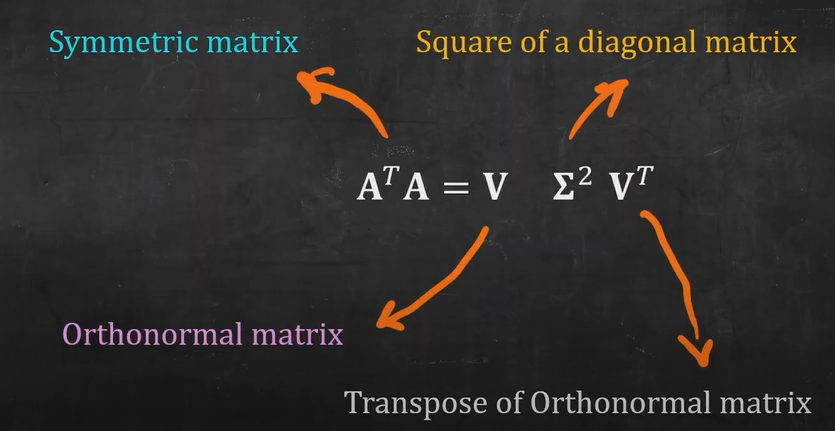 Symmetric matrix
Square of a diagonal matrix
𝐀ᵀ𝐀 = 𝐕 𝚺² 𝐕ᵀ
Orthonormal matrix
Transpose of Orthonormal matrix